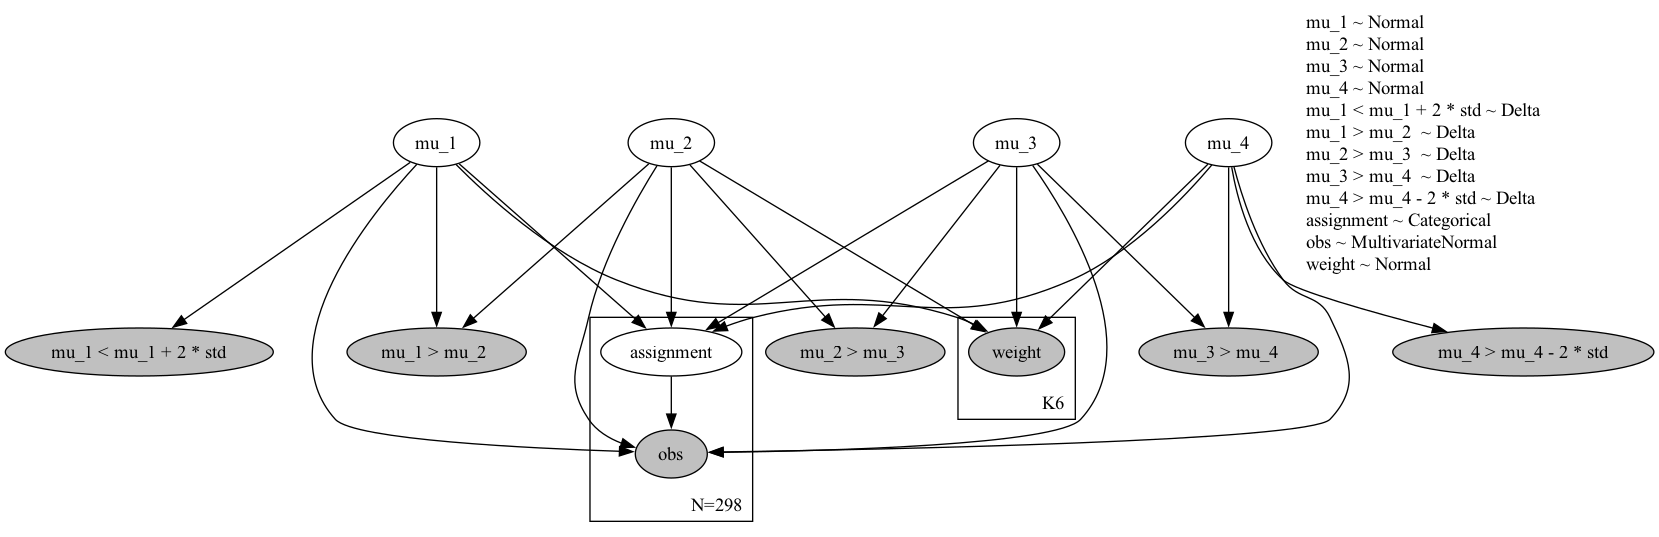 mu_1 ~ Normal
mu_2 ~ Normal
mu_3 ~ Normal
mu_4 ~ Normal
mu_1 < mu_1 + 2 * std ~ Delta
mu_1 > mu_2  ~ Delta
mu_2 > mu_3  ~ Delta
mu_3 > mu_4  ~ Delta
mu_4 > mu_4 - 2 * std ~ Delta
assignment ~ Categorical
obs ~ MultivariateNormal
weight ~ Normal
mu_1
mu_2
mu_3
mu_4
mu_1 < mu_1 + 2 * std
mu_1 > mu_2
assignment
mu_2 > mu_3
weight
mu_3 > mu_4
mu_4 > mu_4 - 2 * std
K6
obs
N=298